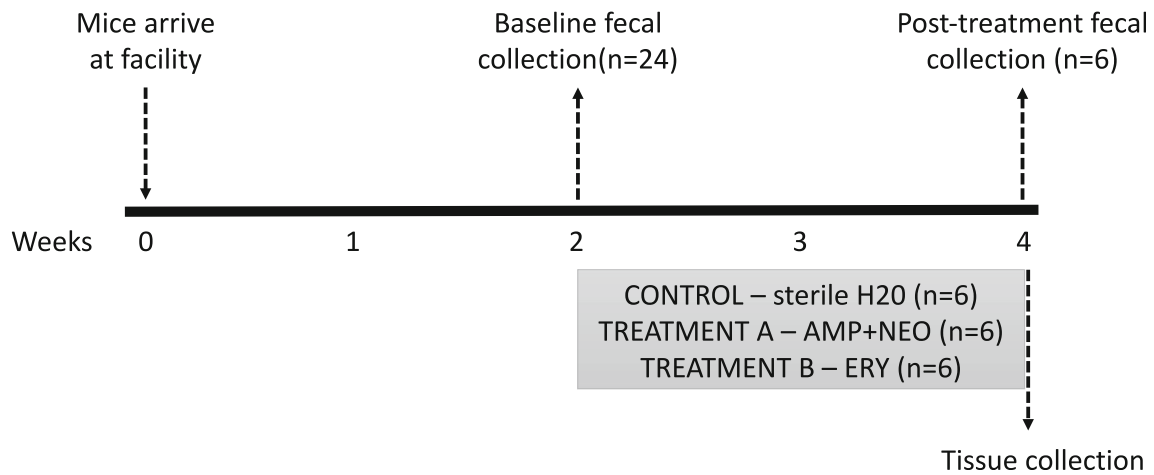 Mice arrive
at facility
Baseline fecal
collection(n=24)
Post-treatment fecal
collection (n=6)
Weeks 0 1 2 3 4
CONTROL – sterile H20 (n=6)
TREATMENT A – AMP+NEO (n=6)
TREATMENT B – ERY (n=6)
Tissue collection